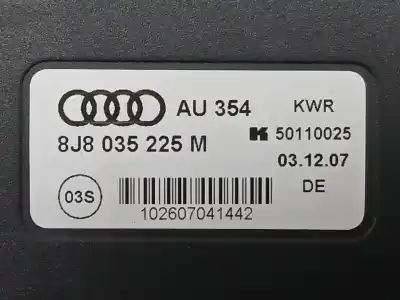 AU 354
KWR
8J8 035 225 M
K 50110025
03.12.07
03S
DE
102607041442